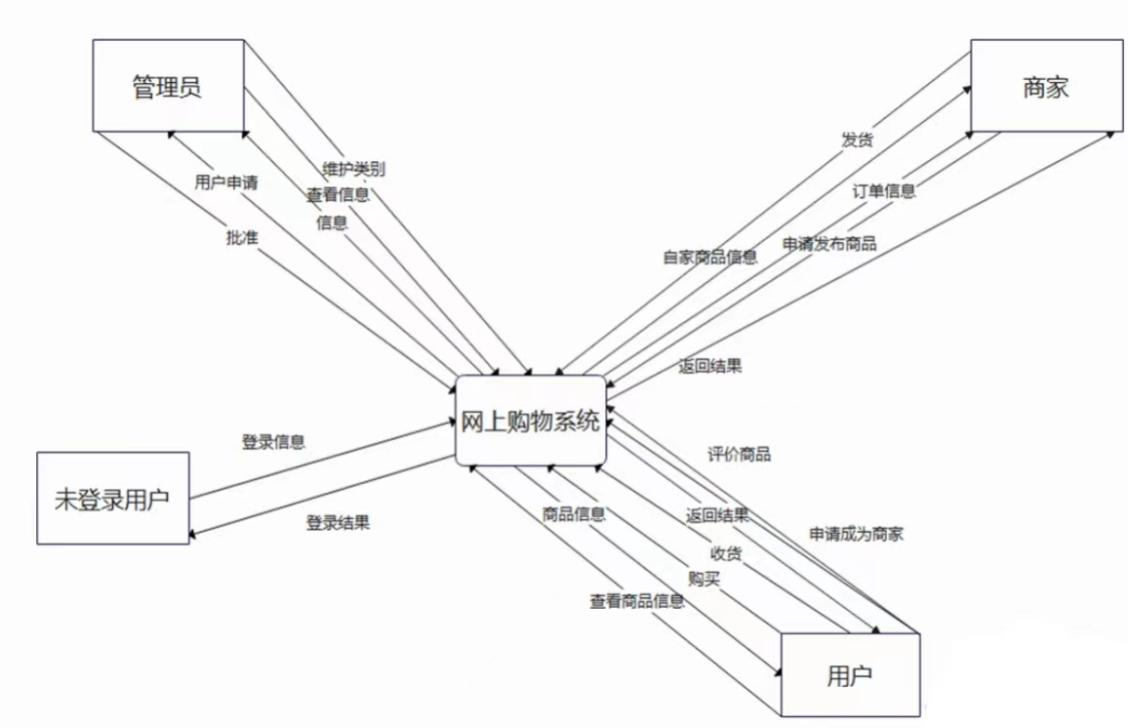 管理员
商家
发货
维护类别
用户申请
查看信息
订单信息
信息
批准
申请发布商品
自家商品信息
返回结果
网上购物系统
登录信息
评价商品
未登录用户
商品信息
返回结果
登录结果
申请成为商家
收货
购买
查看商品信息
用户